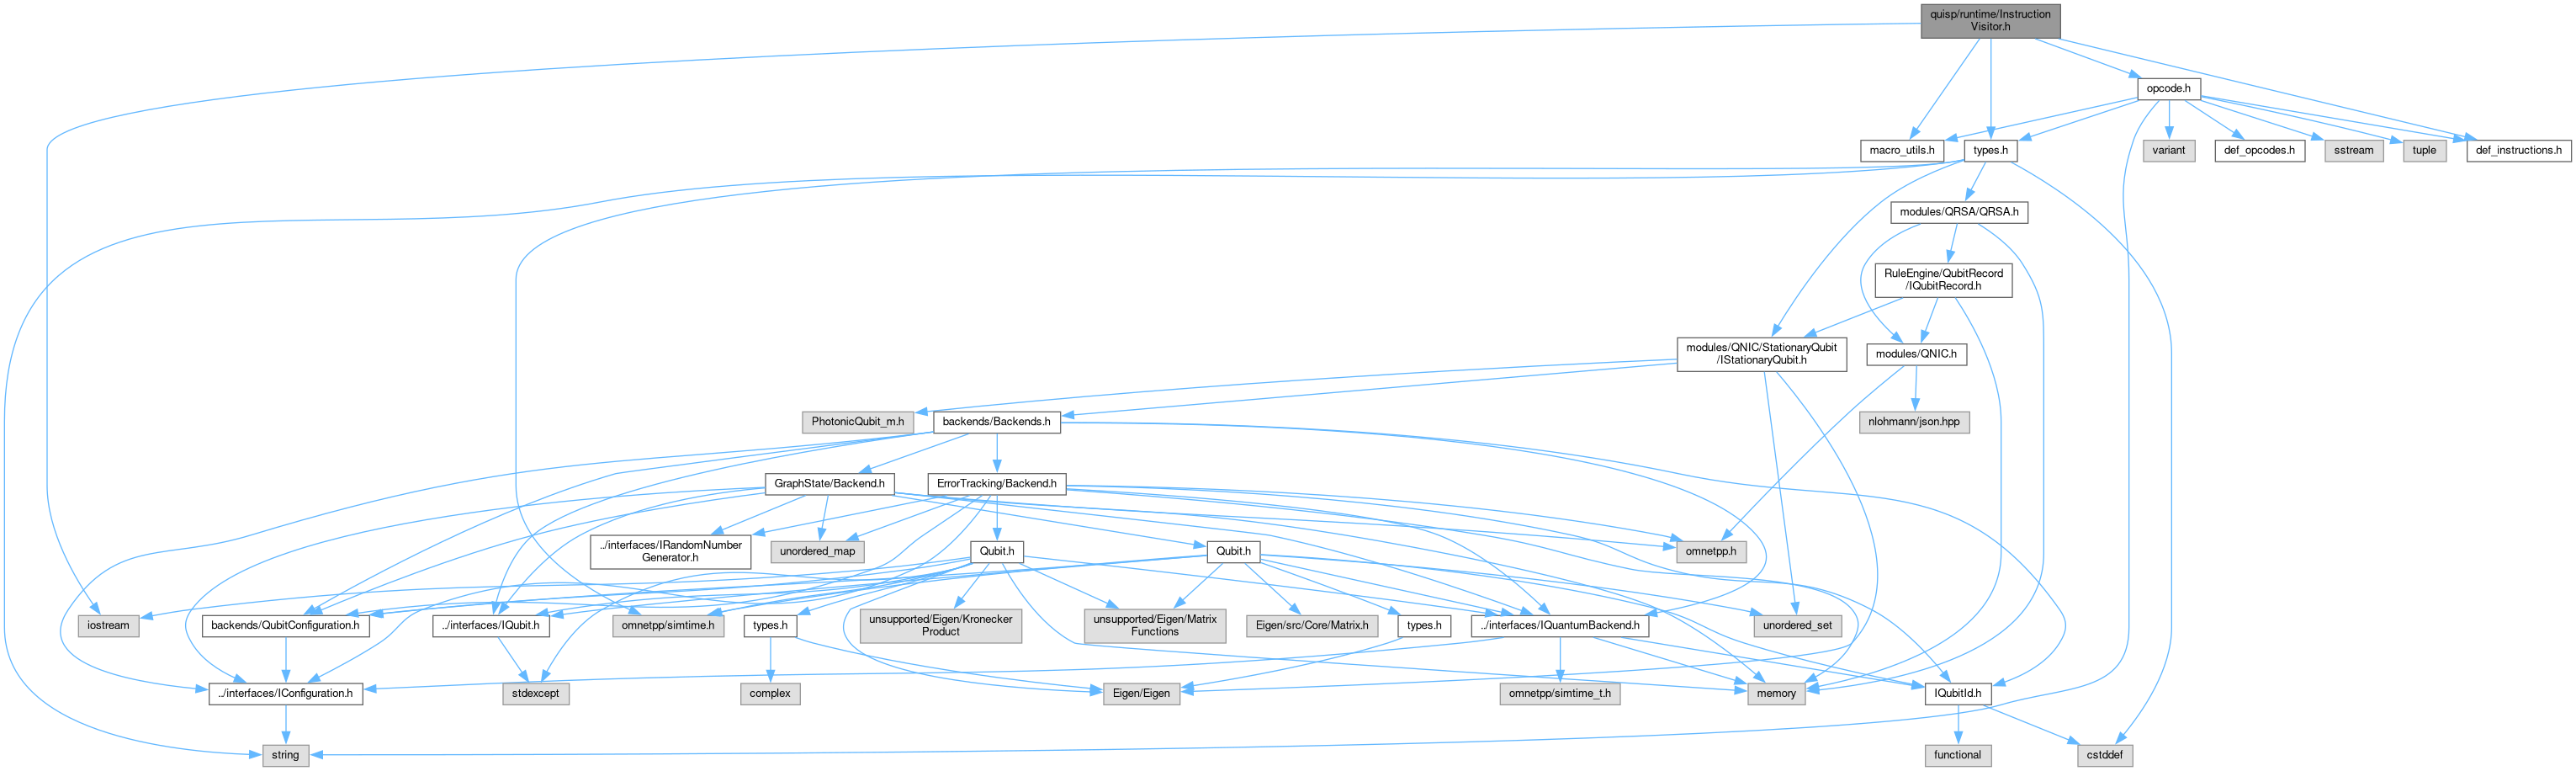 quisp/runtime/Instruction
Visitor.h
opcode.h
macro_utils.h
types.h
variant
def_opcodes.h
sstream
tuple
def_instructions.h
modules/QRSA/QRSA.h
RuleEngine/QubitRecord
/IQubitRecord.h
modules/QNIC/StationaryQubit
/IStationaryQubit.h
modules/QNIC.h
PhotonicQubit_m.h
backends/Backends.h
nlohmann/json.hpp
GraphState/Backend.h
ErrorTracking/Backend.h
../interfaces/IRandomNumber
Generator.h
unordered_map
Qubit.h
Qubit.h
omnetpp.h
iostream
backends/QubitConfiguration.h
../interfaces/IQubit.h
omnetpp/simtime.h
types.h
unsupported/Eigen/Kronecker
Product
unsupported/Eigen/Matrix
Functions
Eigen/src/Core/Matrix.h
types.h
../interfaces/IQuantumBackend.h
unordered_set
../interfaces/IConfiguration.h
stdexcept
complex
Eigen/Eigen
omnetpp/simtime_t.h
memory
IQubitId.h
string
functional
cstddef